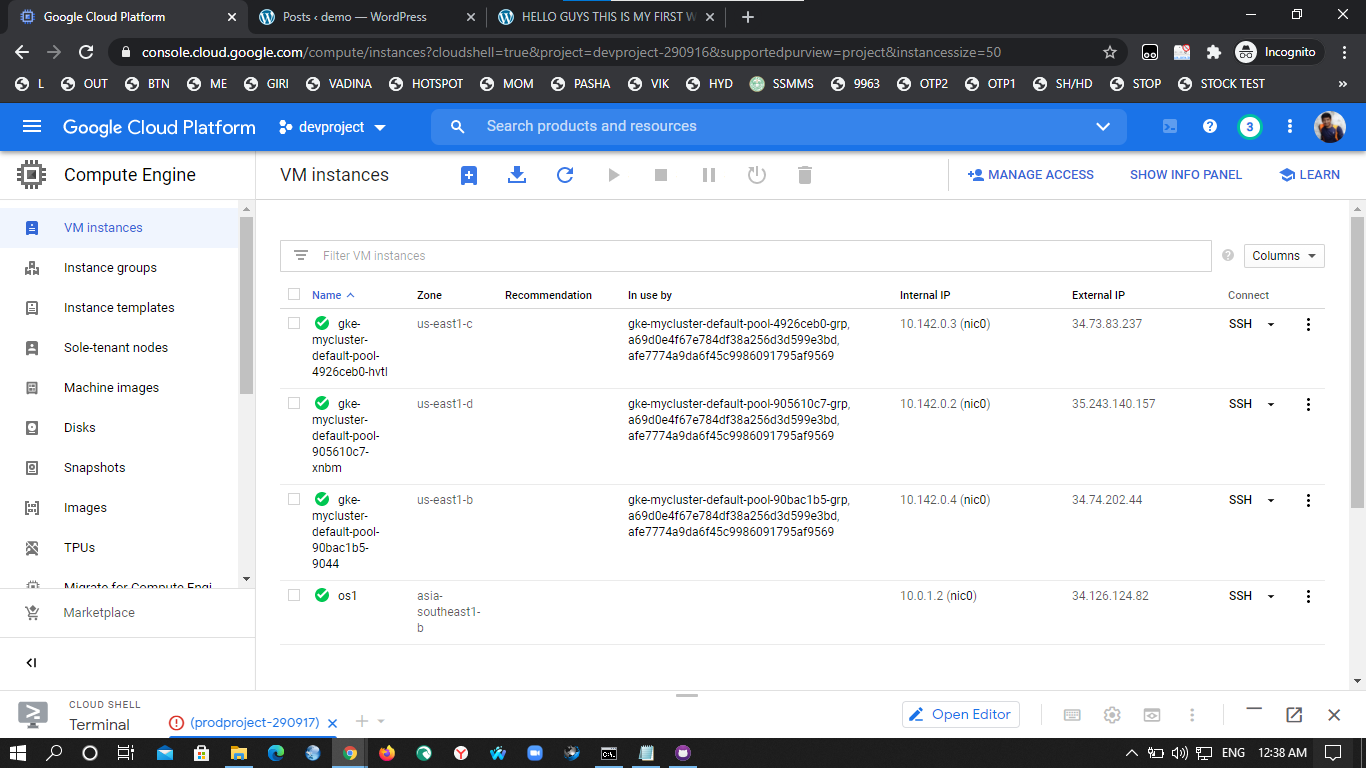 Google Cloud Platform
Posts ‹ demo — WordPress
HELLO GUYS THIS IS MY FIRST W
console.cloud.google.com/compute/instances?cloudshell=true&project=devproject-290916&supportedpurview=project&instancessize=50
Incognito
L OUT BTN ME GIRI VADINA HOTSPOT MOM PASHA VIK HYD SSMMS 9963 OTP2 OTP1 SH/HD STOP STOCK TEST »
Google Cloud Platform
devproject
Search products and resources
3
Compute Engine
VM instances
MANAGE ACCESS
SHOW INFO PANEL
LEARN
VM instances
Instance groups
Instance templates
Sole-tenant nodes
Machine images
Disks
Snapshots
Images
TPUs
Migrate for Compute Engi
Marketplace
Filter VM instances
Columns
Name Zone Recommendation In use by Internal IP External IP Connect
gke- us-east1-c gke-mycluster-default-pool-4926ceb0-grp, 10.142.0.3 (nic0) 34.73.83.237 SSH
mycluster- a69d0e4f67e784df38a256d3d599e3bd,
default-pool- afe7774a9da6f45c9986091795af9569
4926ceb0-hvtl
gke- us-east1-d gke-mycluster-default-pool-905610c7-grp, 10.142.0.2 (nic0) 35.243.140.157 SSH
mycluster- a69d0e4f67e784df38a256d3d599e3bd,
default-pool- afe7774a9da6f45c9986091795af9569
905610c7-
xnbm
gke- us-east1-b gke-mycluster-default-pool-90bac1b5-grp, 10.142.0.4 (nic0) 34.74.202.44 SSH
mycluster- a69d0e4f67e784df38a256d3d599e3bd,
default-pool- afe7774a9da6f45c9986091795af9569
90bac1b5-
9044
os1 asia- 10.0.1.2 (nic0) 34.126.124.82 SSH
southeast1-
b
CLOUD SHELL
Terminal
(prodproject-290917)
Open Editor
ENG
12:38 AM